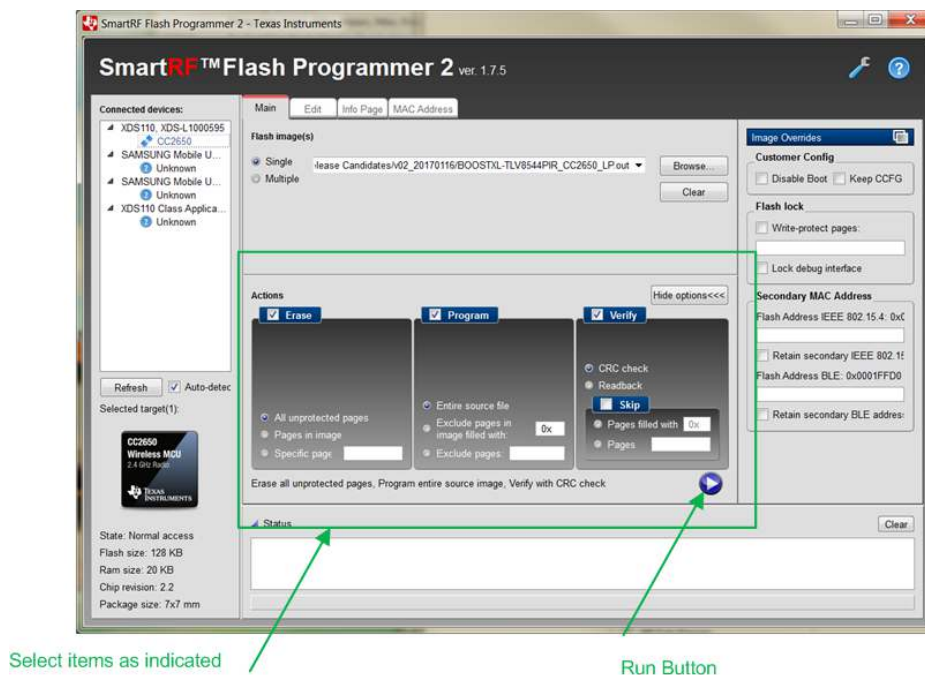 SmartRF Flash Programmer 2 - Texas Instruments
SmartRF™Flash Programmer 2 ver. 1.7.5
Connected devices:
XDS110, XDS-L1000595
CC2650
SAMSUNG Mobile U...
Unknown
SAMSUNG Mobile U...
Unknown
XDS110 Class Applica...
Unknown
Refresh
Auto-detec
Selected target(1):
CC2650
Wireless MCU
2.4 GHz Radio
TEXAS
INSTRUMENTS
State: Normal access
Flash size: 128 KB
Ram size: 20 KB
Chip revision: 2.2
Package size: 7x7 mm
Main
Edit
Info Page
MAC Address
Flash image(s)
Single
-lease Candidates/v02_20170116/BOOSTXL-TLV8544PIR_CC2650_LP.out
Browse...
Multiple
Clear
Actions
Hide options<<<
Erase
All unprotected pages
Pages in image
Specific page
Program
Entire source file
Exclude pages in
image filled with:
0x
Exclude pages:
Verify
CRC check
Readback
Skip
Pages filled with
0x
Pages
Erase all unprotected pages, Program entire source image, Verify with CRC check
Status
Clear
Image Overrides
Customer Config
Disable Boot
Keep CCFG
Flash lock
Write-protect pages:
Lock debug interface
Secondary MAC Address
Flash Address IEEE 802.15.4: 0x
Retain secondary IEEE 802.15
Flash Address BLE: 0x0001FFD0
Retain secondary BLE addres
Select items as indicated
Run Button